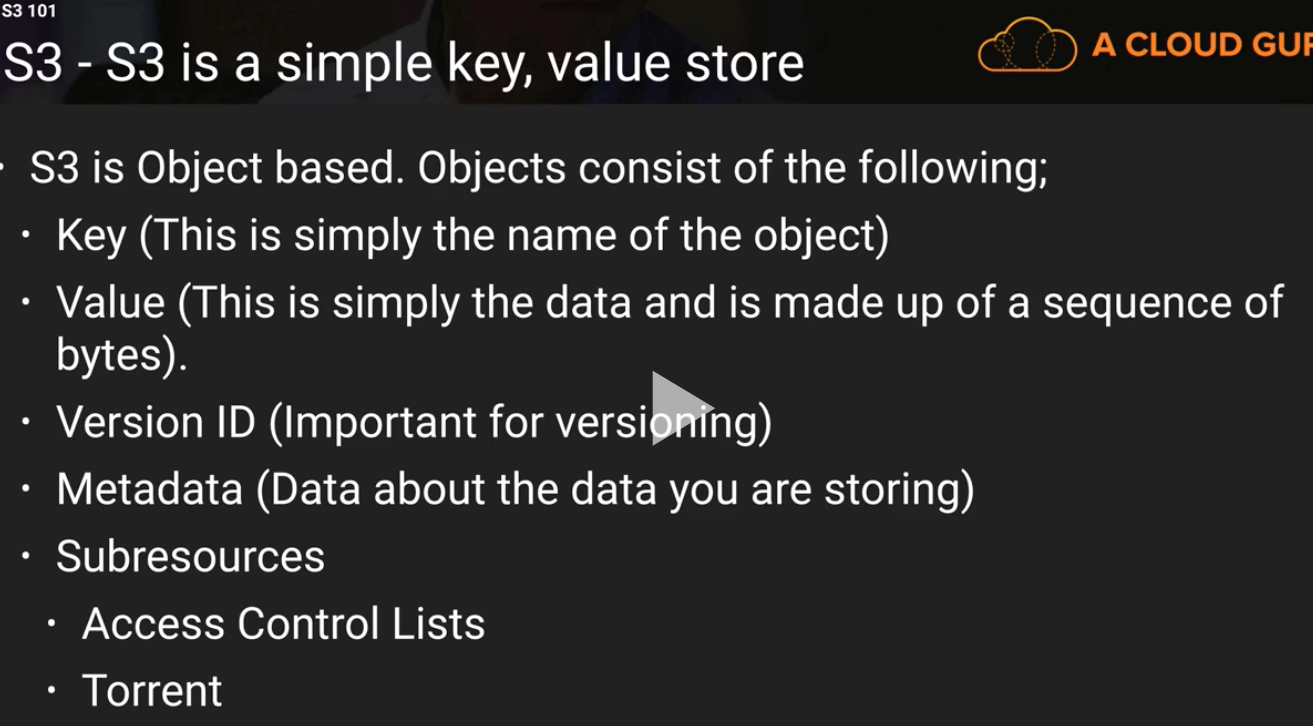 S3 101
S3 - S3 is a simple key, value store
A CLOUD GUR
• S3 is Object based. Objects consist of the following;
• Key (This is simply the name of the object)
• Value (This is simply the data and is made up of a sequence of
bytes).
• Version ID (Important for versioning)
• Metadata (Data about the data you are storing)
• Subresources
• Access Control Lists
• Torrent